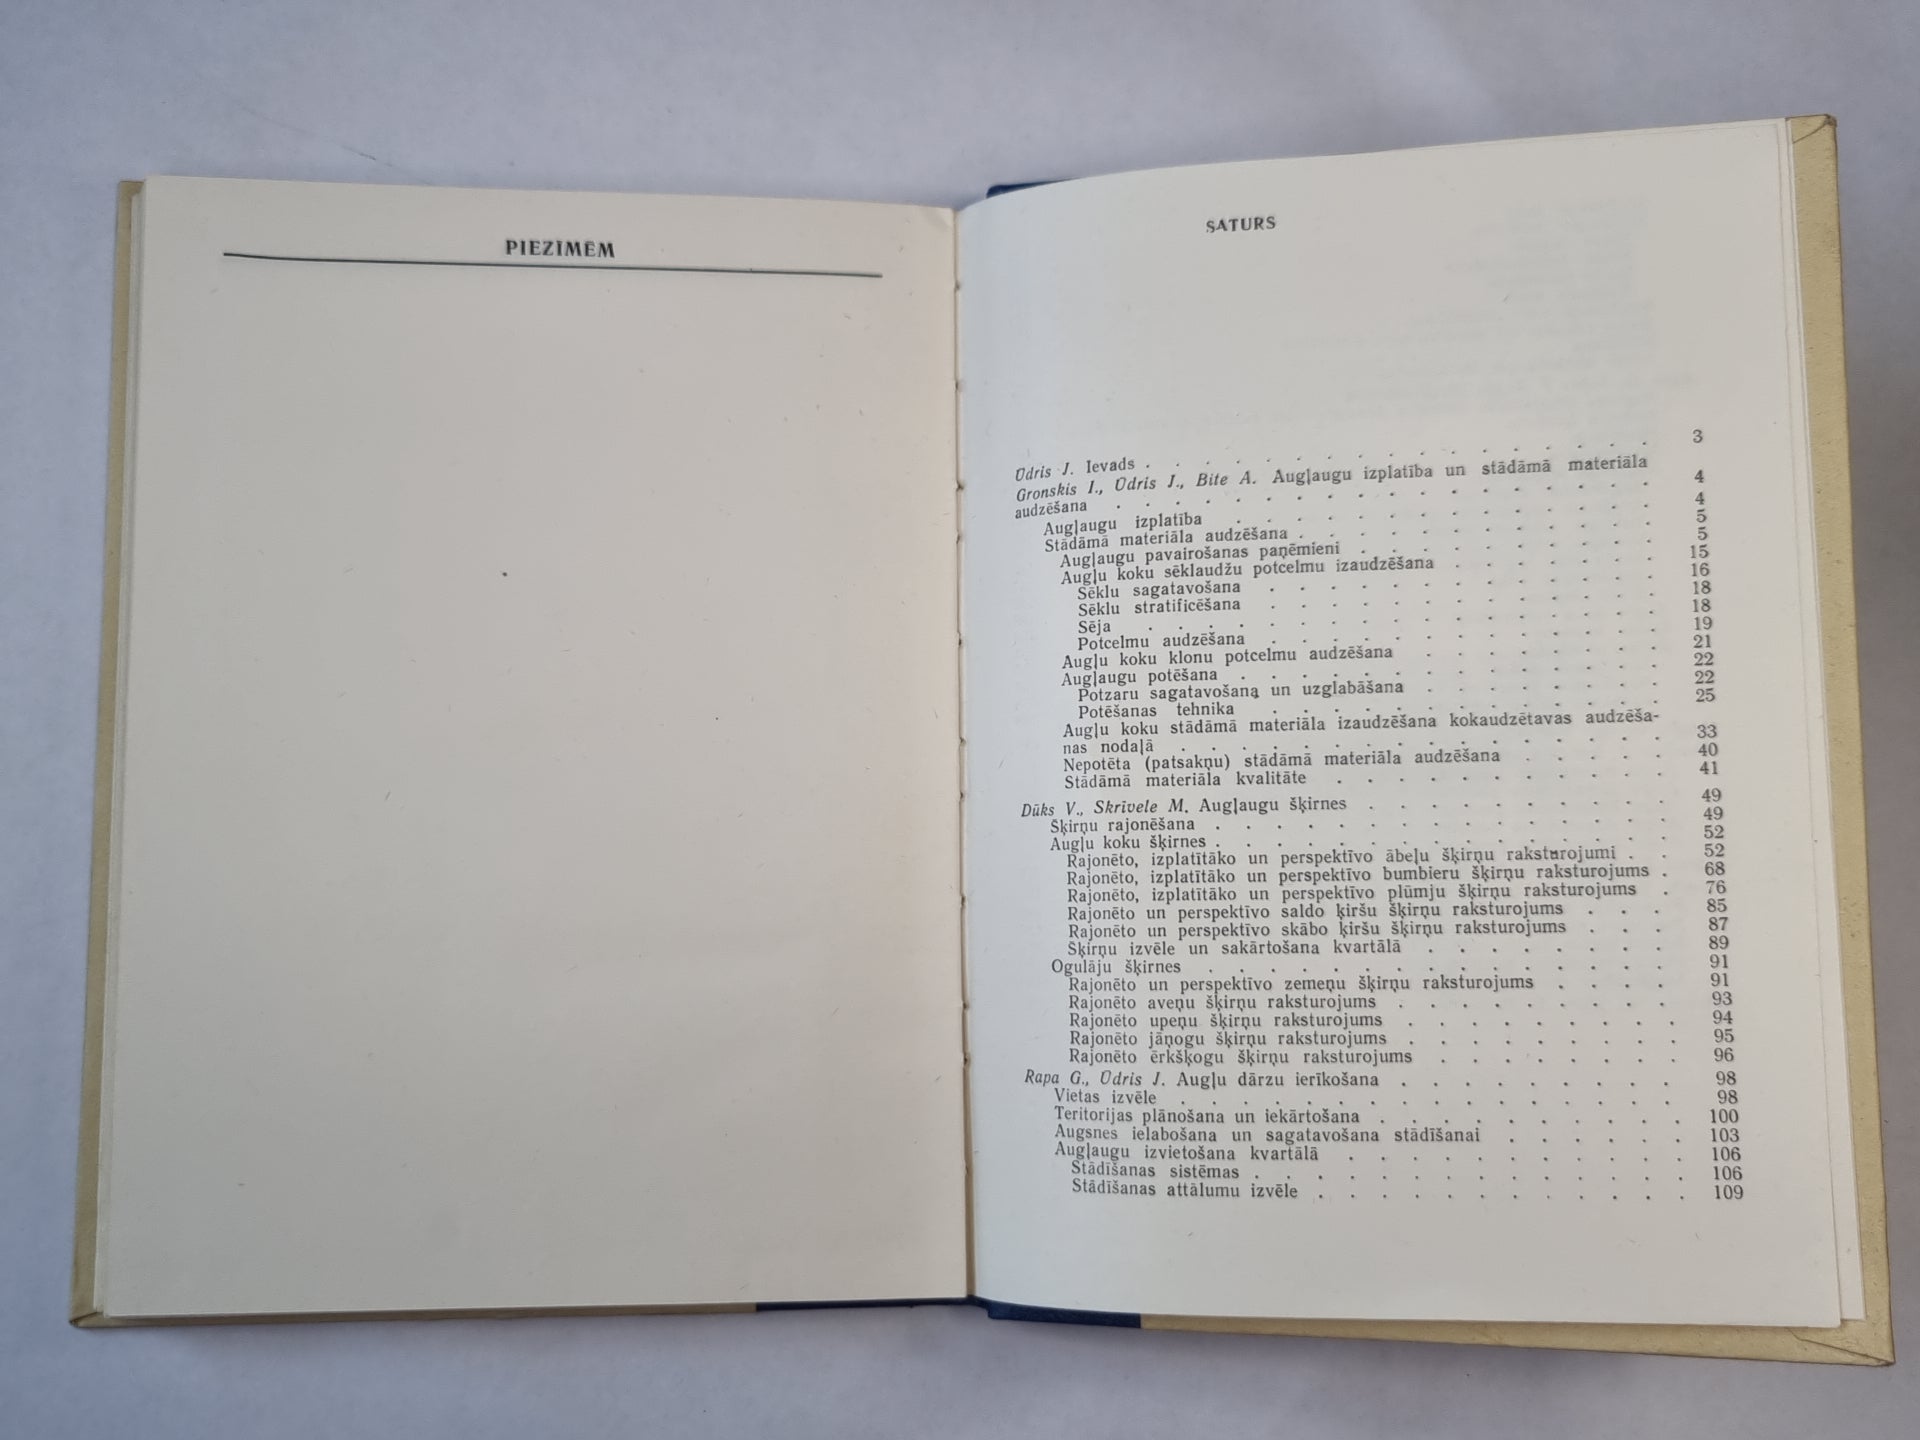 PIEZĪMĒM
SATURS
Ūdris J. Ievads . . . . . . . . . . . . . . . . . 3
Gronskis I., Ūdris J., Bite A. Augļaugu izplatība un stādāmā materiāla
audzēšana . . . . . . . . . . . . . . . . . 4
Augļaugu izplatība . . . . . . . . . . . . . . 4
Stādāmā materiāla audzēšana . . . . . . . . . . . . 5
Augļaugu pavairošanas paņēmieni . . . . . . . . . . 5
Augļu koku sēklaudžu potcelmu izaudzēšana . . . . . . . 15
Sēklu sagatavošana . . . . . . . . . . . . . 16
Sēklu stratificēšana . . . . . . . . . . . . . 18
Sēja . . . . . . . . . . . . . . . . . 18
Potcelmu audzēšana . . . . . . . . . . . . . 19
Augļu koku klonu potcelmu audzēšana . . . . . . . . 21
Augļaugu potēšana . . . . . . . . . . . . . . 22
Potzaru sagatavošana un uzglabāšana . . . . . . . . 22
Potēšanas tehnika . . . . . . . . . . . . . 25
Augļu koku stādāmā materiāla izaudzēšana kokaudzētavas audzēša-
nas nodaļā . . . . . . . . . . . . . . . . 33
Nepotēta (patsakņu) stādāmā materiāla audzēšana . . . . . 40
Stādāmā materiāla kvalitāte . . . . . . . . . . . 41
Dūks V., Skrīvele M. Augļaugu šķirnes . . . . . . . . . . 49
Šķirņu rajonēšana . . . . . . . . . . . . . . . 49
Augļu koku šķirnes . . . . . . . . . . . . . . . 52
Rajonēto, izplatītāko un perspektīvo ābeļu šķirņu raksturojumi . . 52
Rajonēto, izplatītāko un perspektīvo bumbieru šķirņu raksturojums . 68
Rajonēto, izplatītāko un perspektīvo plūmju šķirņu raksturojums . 76
Rajonēto un perspektīvo saldo ķiršu šķirņu raksturojums . . . 85
Rajonēto un perspektīvo skābo ķiršu šķirņu raksturojums . . . 87
Šķirņu izvēle un sakārtošana kvartālā . . . . . . . . 89
Ogulāju šķirnes . . . . . . . . . . . . . . . 91
Rajonēto un perspektīvo zemeņu šķirņu raksturojums . . . . 91
Rajonēto aveņu šķirņu raksturojums . . . . . . . . . 93
Rajonēto upeņu šķirņu raksturojums . . . . . . . . . 94
Rajonēto jāņogu šķirņu raksturojums . . . . . . . . . 95
Rajonēto ērkšķogu šķirņu raksturojums . . . . . . . . 96
Rapa G., Ūdris J. Augļu dārzu ierīkošana . . . . . . . . . 98
Vietas izvēle . . . . . . . . . . . . . . . . 98
Teritorijas plānošana un iekārtošana . . . . . . . . . . 100
Augsnes ielabošana un sagatavošana stādīšanai . . . . . . 103
Augļaugu izvietošana kvartālā . . . . . . . . . . . 106
Stādīšanas sistēmas . . . . . . . . . . . . . . 106
Stādīšanas attālumu izvēle . . . . . . . . . . . . 109